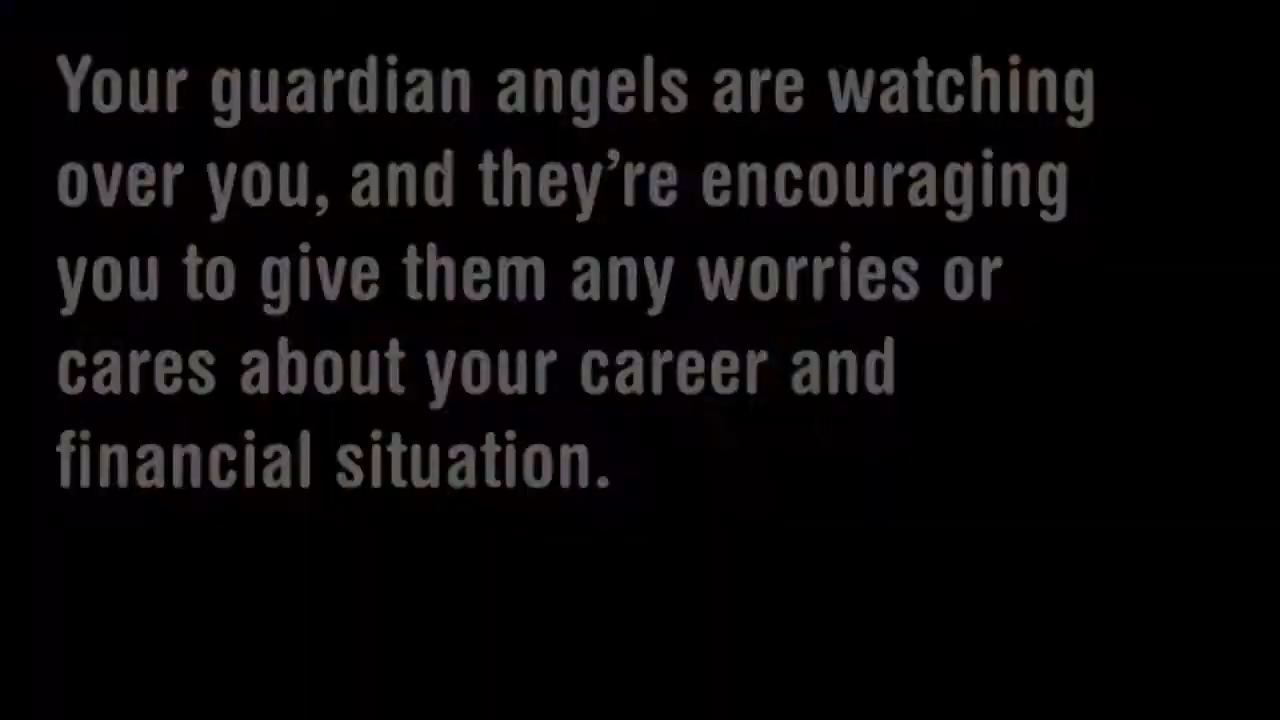 Your guardian angels are watching
over you, and they’re encouraging
you to give them any worries or
cares about your career and
financial situation.